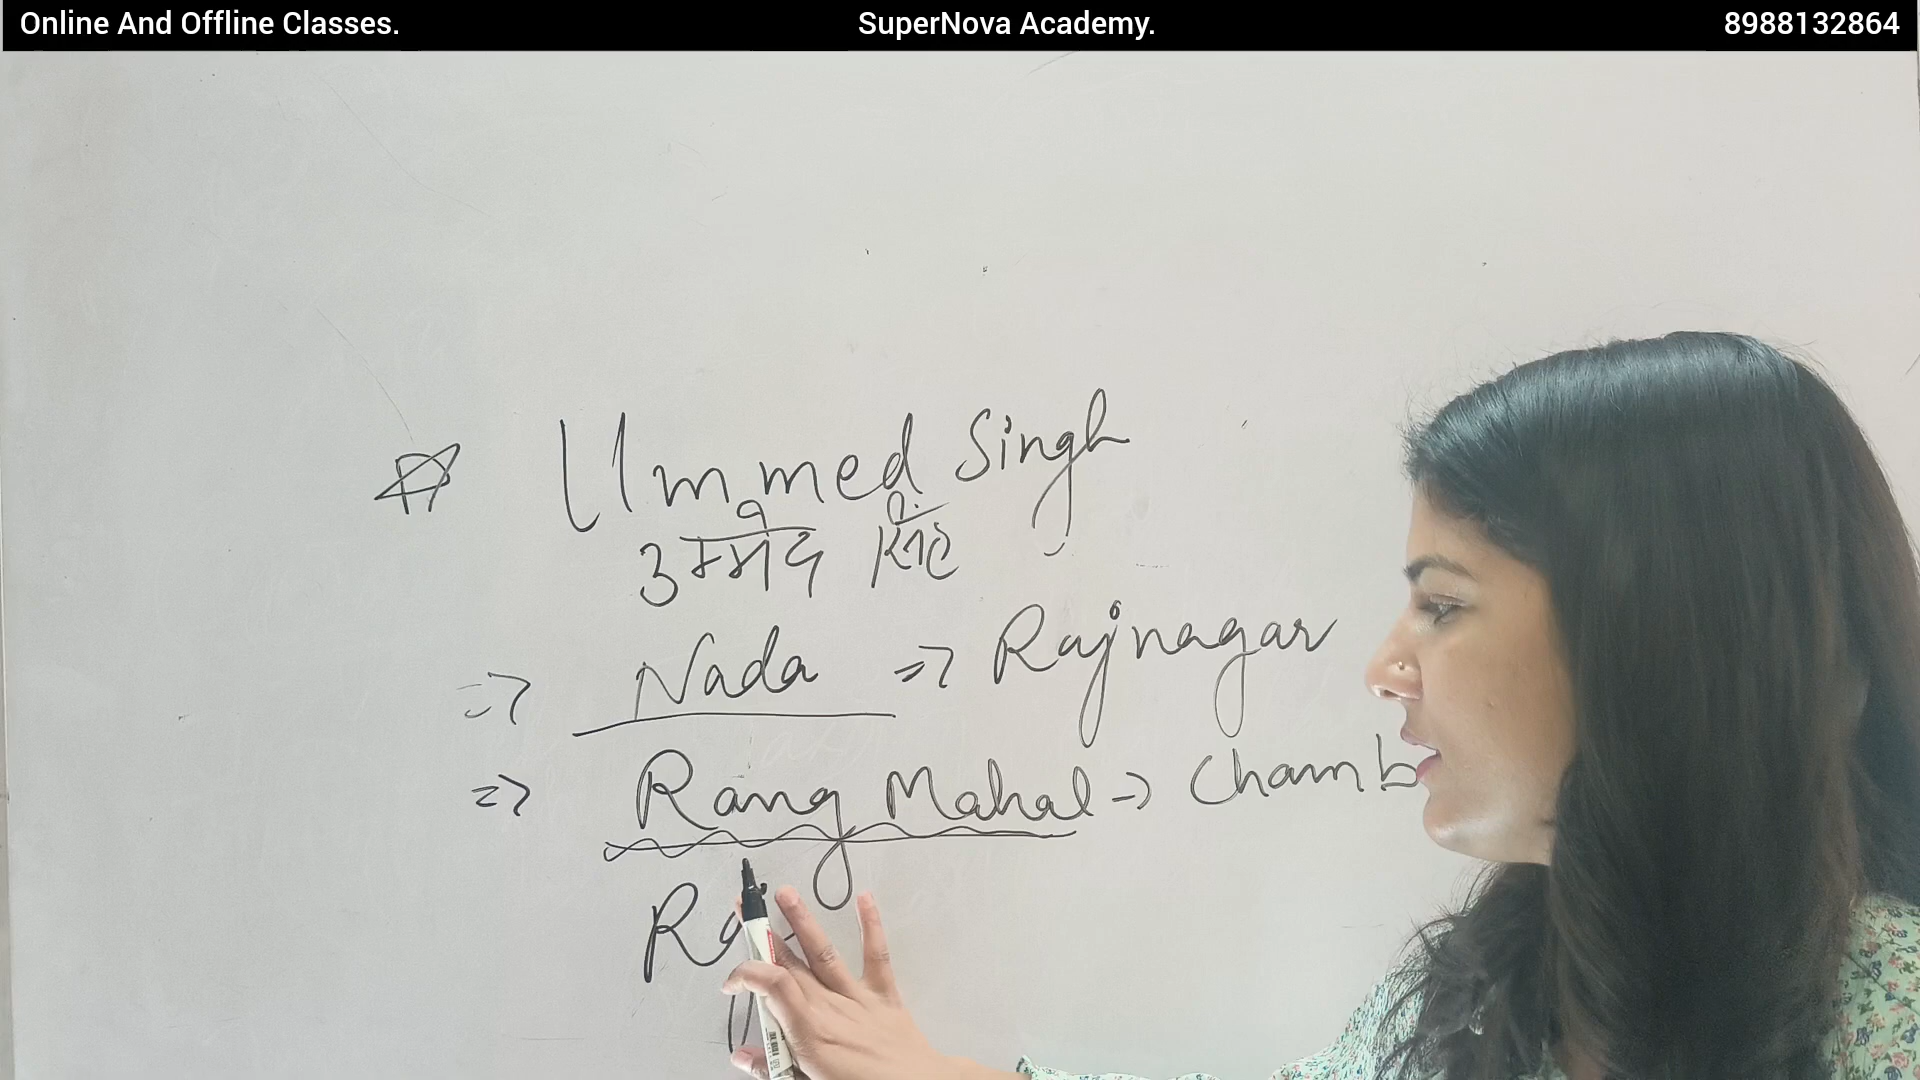 Online And Offline Classes. SuperNova Academy. 8988132864
Ummed Singh
उम्मेद सिंह
=> Nada => Rajnagar
=> Rang Mahal -> Chamb